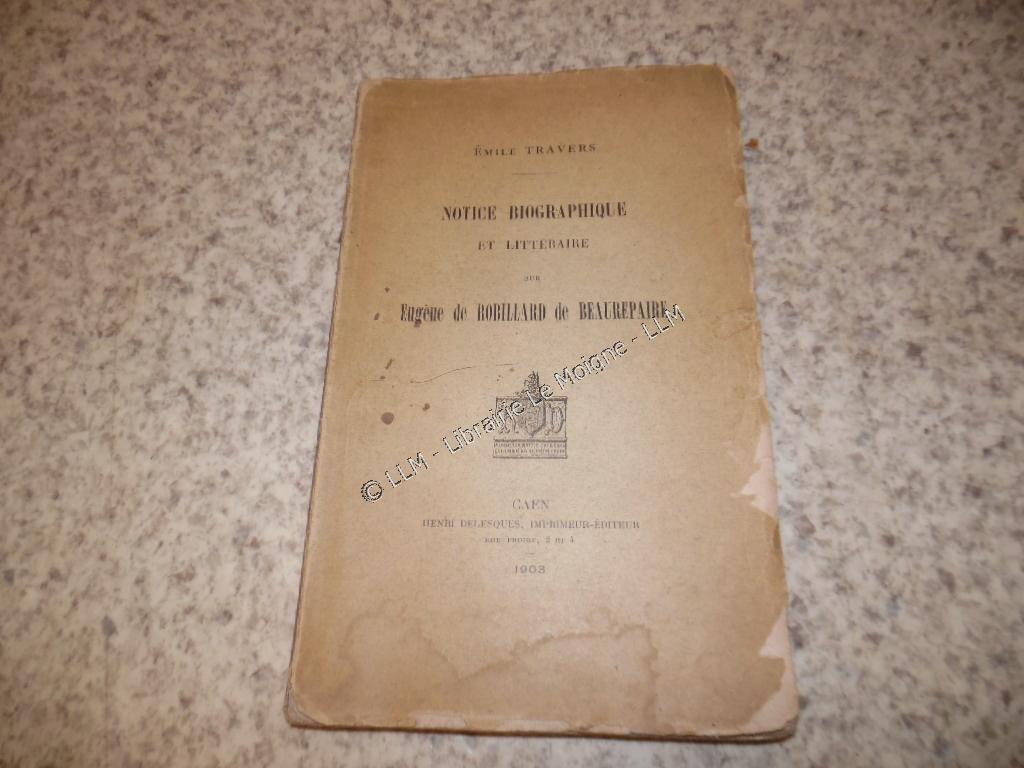 ÉMILE TRAVERS
NOTICE BIOGRAPHIQUE
ET LITTÉRAIRE
SUR
Eugène de ROBILLARD de BEAUREPAIRE
© LLM - Librairie Le Moigne - LLM
CAEN
HENRI DELESQUES, IMPRIMEUR-ÉDITEUR
RUE FROIDE, 2 ET 4
1903